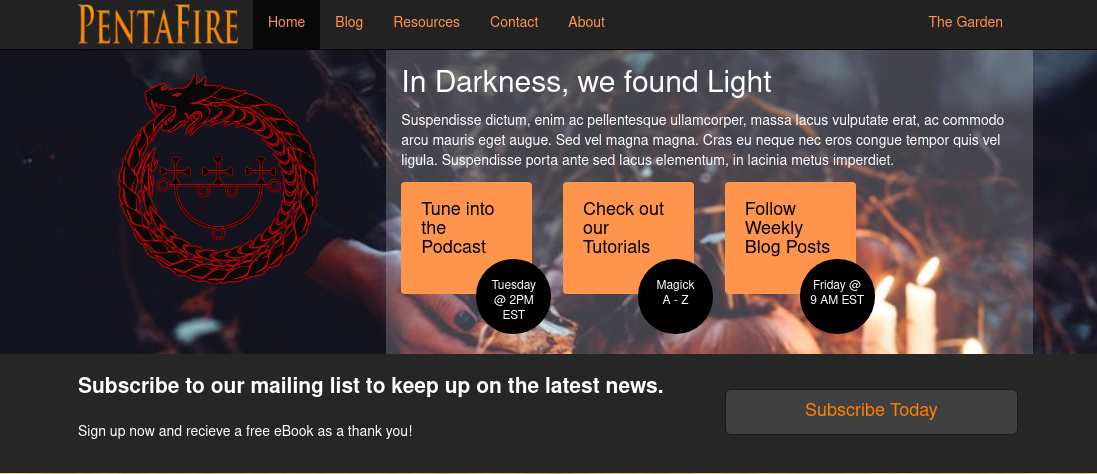 PENTAFIRE
Home Blog Resources Contact About The Garden
In Darkness, we found Light
Suspendisse dictum, enim ac pellentesque ullamcorper, massa lacus vulputate erat, ac commodo
arcu mauris eget augue. Sed vel magna magna. Cras eu neque nec eros congue tempor quis vel
ligula. Suspendisse porta ante sed lacus elementum, in lacinia metus imperdiet.
Tune into
the
Podcast
Tuesday
@ 2PM
EST
Check out
our
Tutorials
Magick
A - Z
Follow
Weekly
Blog Posts
Friday @
9 AM EST
Subscribe to our mailing list to keep up on the latest news.
Sign up now and recieve a free eBook as a thank you!
Subscribe Today